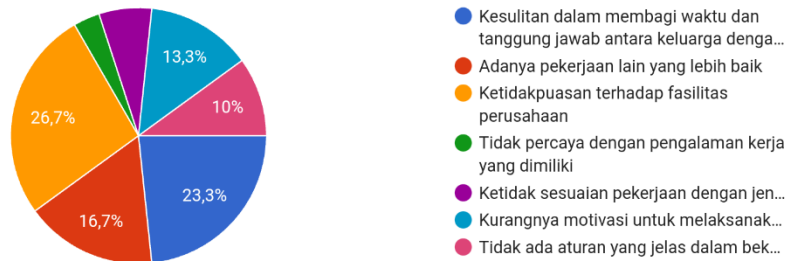 13,3%
10%
26,7%
23,3%
16,7%
Kesulitan dalam membagi waktu dan
tanggung jawab antara keluarga denga...
Adanya pekerjaan lain yang lebih baik
Ketidakpuasan terhadap fasilitas
perusahaan
Tidak percaya dengan pengalaman kerja
yang dimiliki
Ketidak sesuaian pekerjaan dengan jen...
Kurangnya motivasi untuk melaksanak...
Tidak ada aturan yang jelas dalam bek...